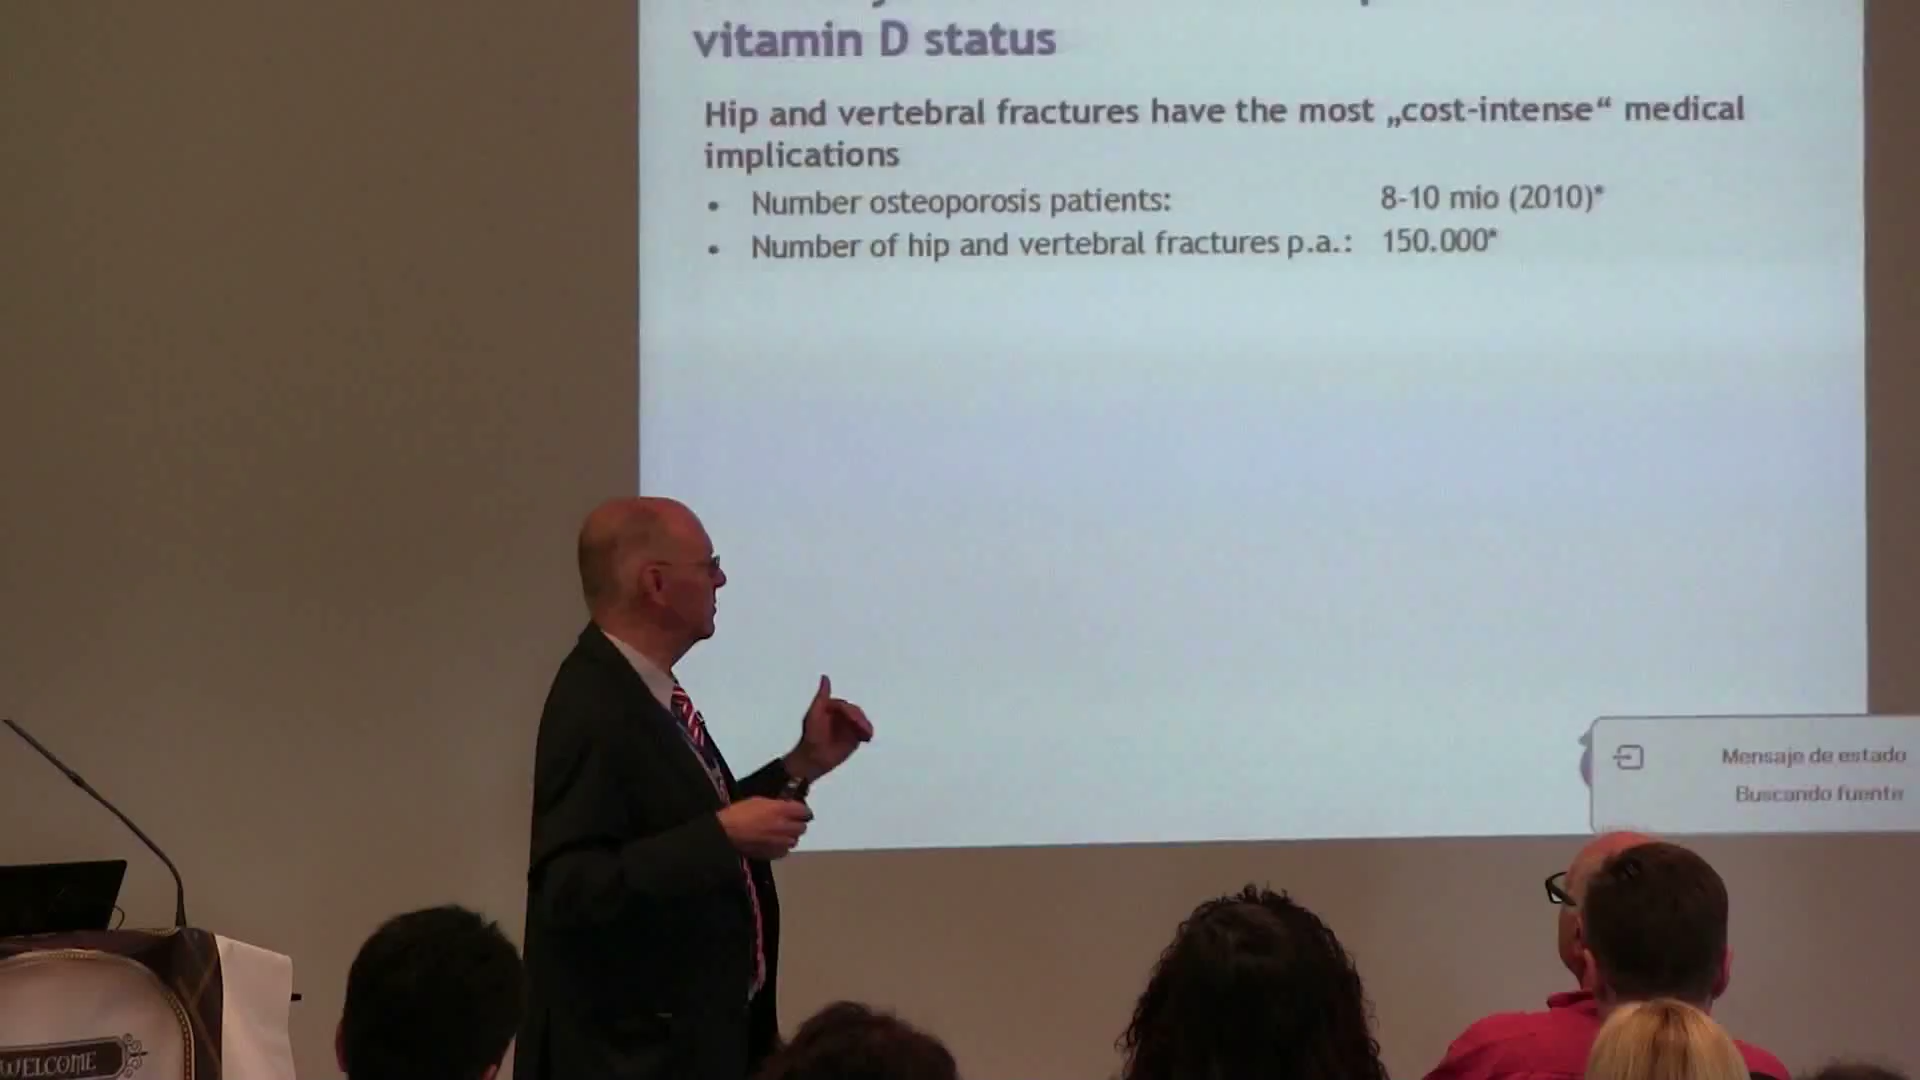 vitamin D status
Hip and vertebral fractures have the most „cost-intense“ medical
implications
• Number osteoporosis patients: 8-10 mio (2010)*
• Number of hip and vertebral fractures p.a.: 150.000*
Mensaje de estado
Buscando fuente
WELCOME